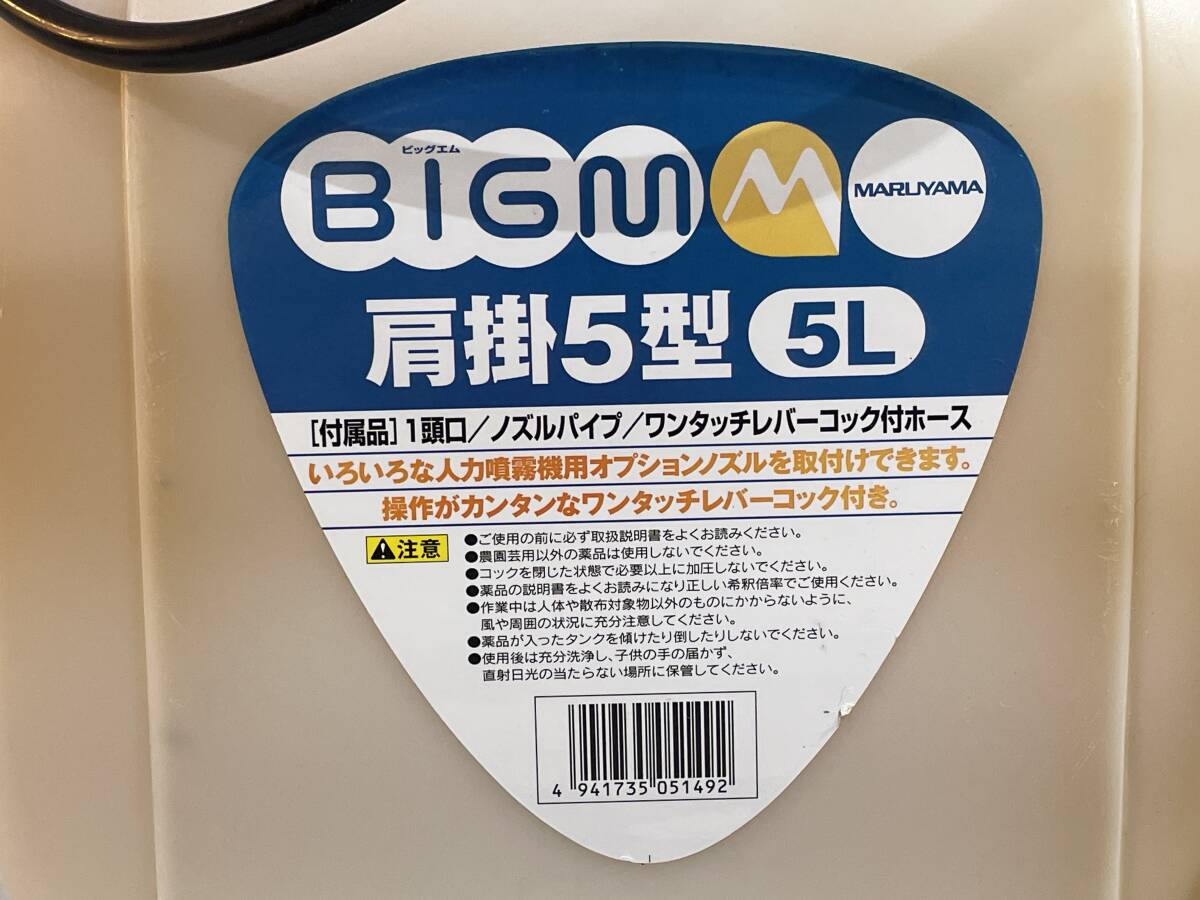 ビッグエム
BIGM M MARUYAMA
肩掛5型 5L
[付属品]1頭口/ノズルパイプ/ワンタッチレバーコック付ホース
いろいろな人力噴霧機用オプションノズルを取付けできます。
操作がカンタンなワンタッチレバーコック付き。
注意
●ご使用の前に必ず取扱説明書をよくお読みください。
●農園芸用以外の薬品は使用しないでください。
●コックを閉じた状態で必要以上に加圧しないでください。
●薬品の説明書をよくお読みになり正しい希釈倍率でご使用ください。
●作業中は人体や散布対象物以外のものにかからないように、
風や周囲の状況に充分注意してください。
●薬品が入ったタンクを傾けたり倒したりしないでください。
●使用後は充分洗浄し、子供の手の届かず、
直射日光の当たらない場所に保管してください。
4 941735 051492